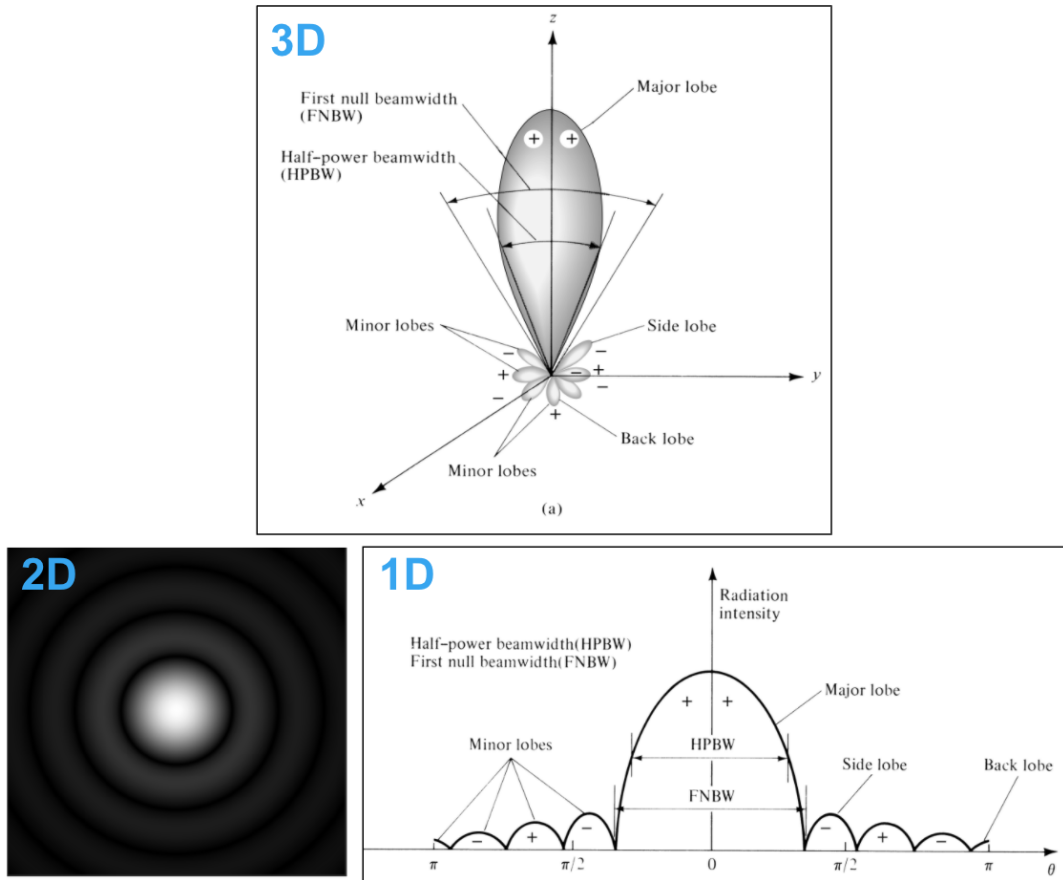 3D
z
First null beamwidth
(FNBW)
Major lobe
+ +
Half-power beamwidth
(HPBW)
Minor lobes
Side lobe
− −
+ − +
− −
+
y
Back lobe
Minor lobes
x
(a)
2D
1D
Radiation
intensity
Half-power beamwidth(HPBW)
First null beamwidth(FNBW)
Major lobe
+ +
Minor lobes
HPBW
Side lobe
Back lobe
FNBW
− + − − + −
π π/2 0 π/2 π θ